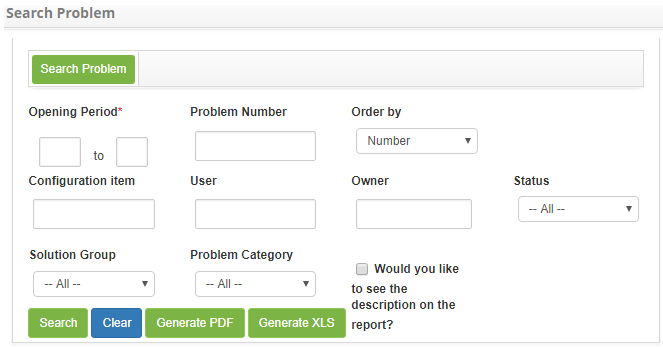 Search Problem
Search Problem
Opening Period* Problem Number Order by
to Number
Configuration item User Owner Status
-- All --
Solution Group Problem Category
-- All -- -- All --
Would you like
to see the
description on the
report?
Search Clear Generate PDF Generate XLS